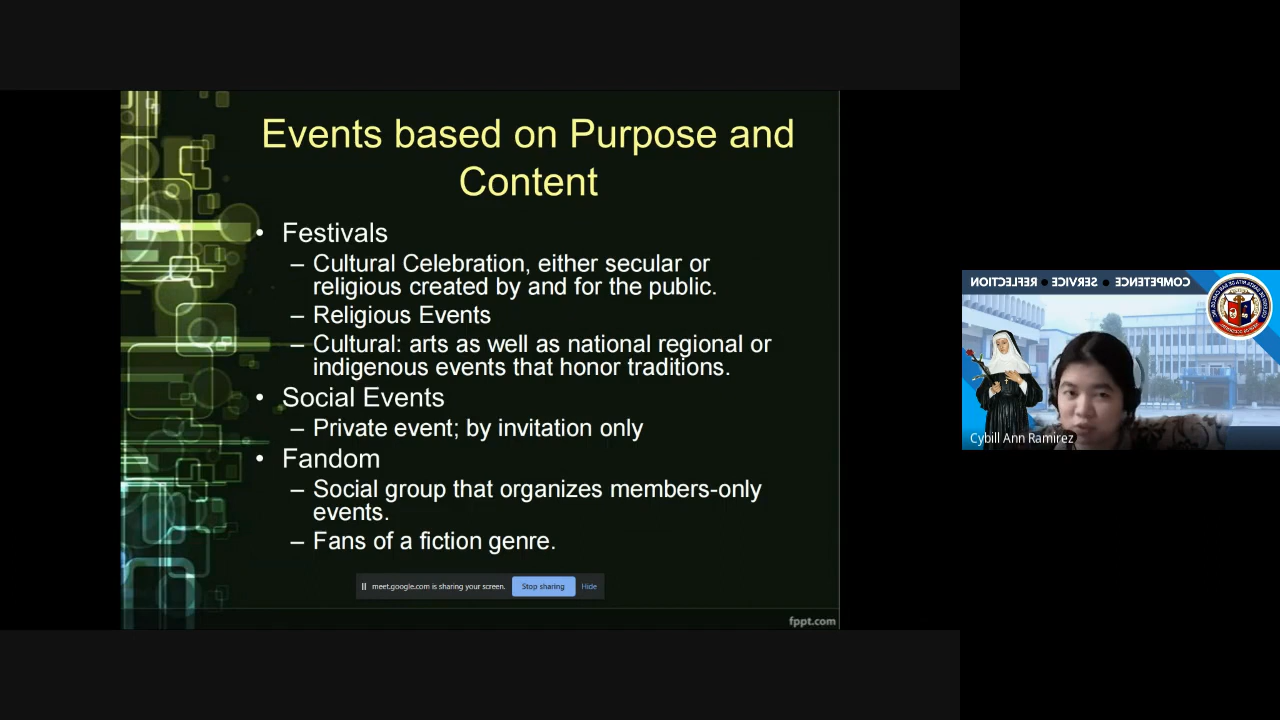 Events based on Purpose and
Content
• Festivals
– Cultural Celebration, either secular or
religious created by and for the public.
– Religious Events
– Cultural: arts as well as national regional or
indigenous events that honor traditions.
• Social Events
– Private event; by invitation only
• Fandom
– Social group that organizes members-only
events.
– Fans of a fiction genre.
meet.google.com is sharing your screen. Stop sharing Hide
fppt.com
COMPETENCE ● SERVICE ● REFLECTION
Cybill Ann Ramirez